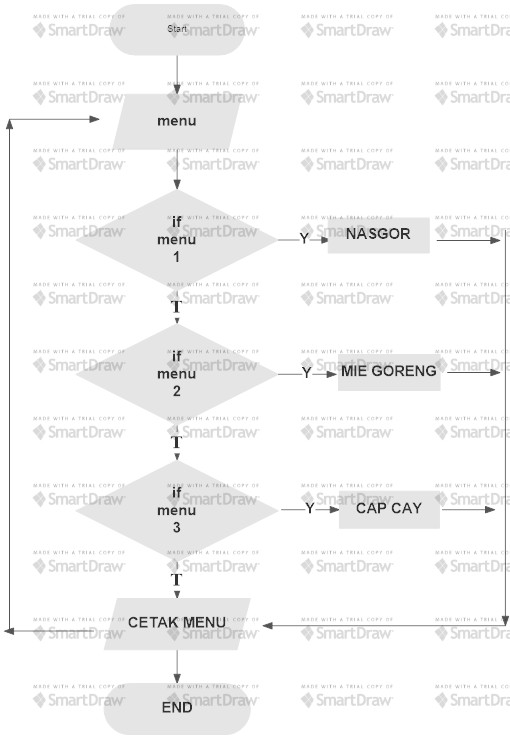 Start
menu
if
menu
1
Y
NASGOR
T
if
menu
2
Y
MIE GORENG
T
if
menu
3
Y
CAP CAY
T
CETAK MENU
END
MADE WITH A TRIAL COPY OF
SmartDraw